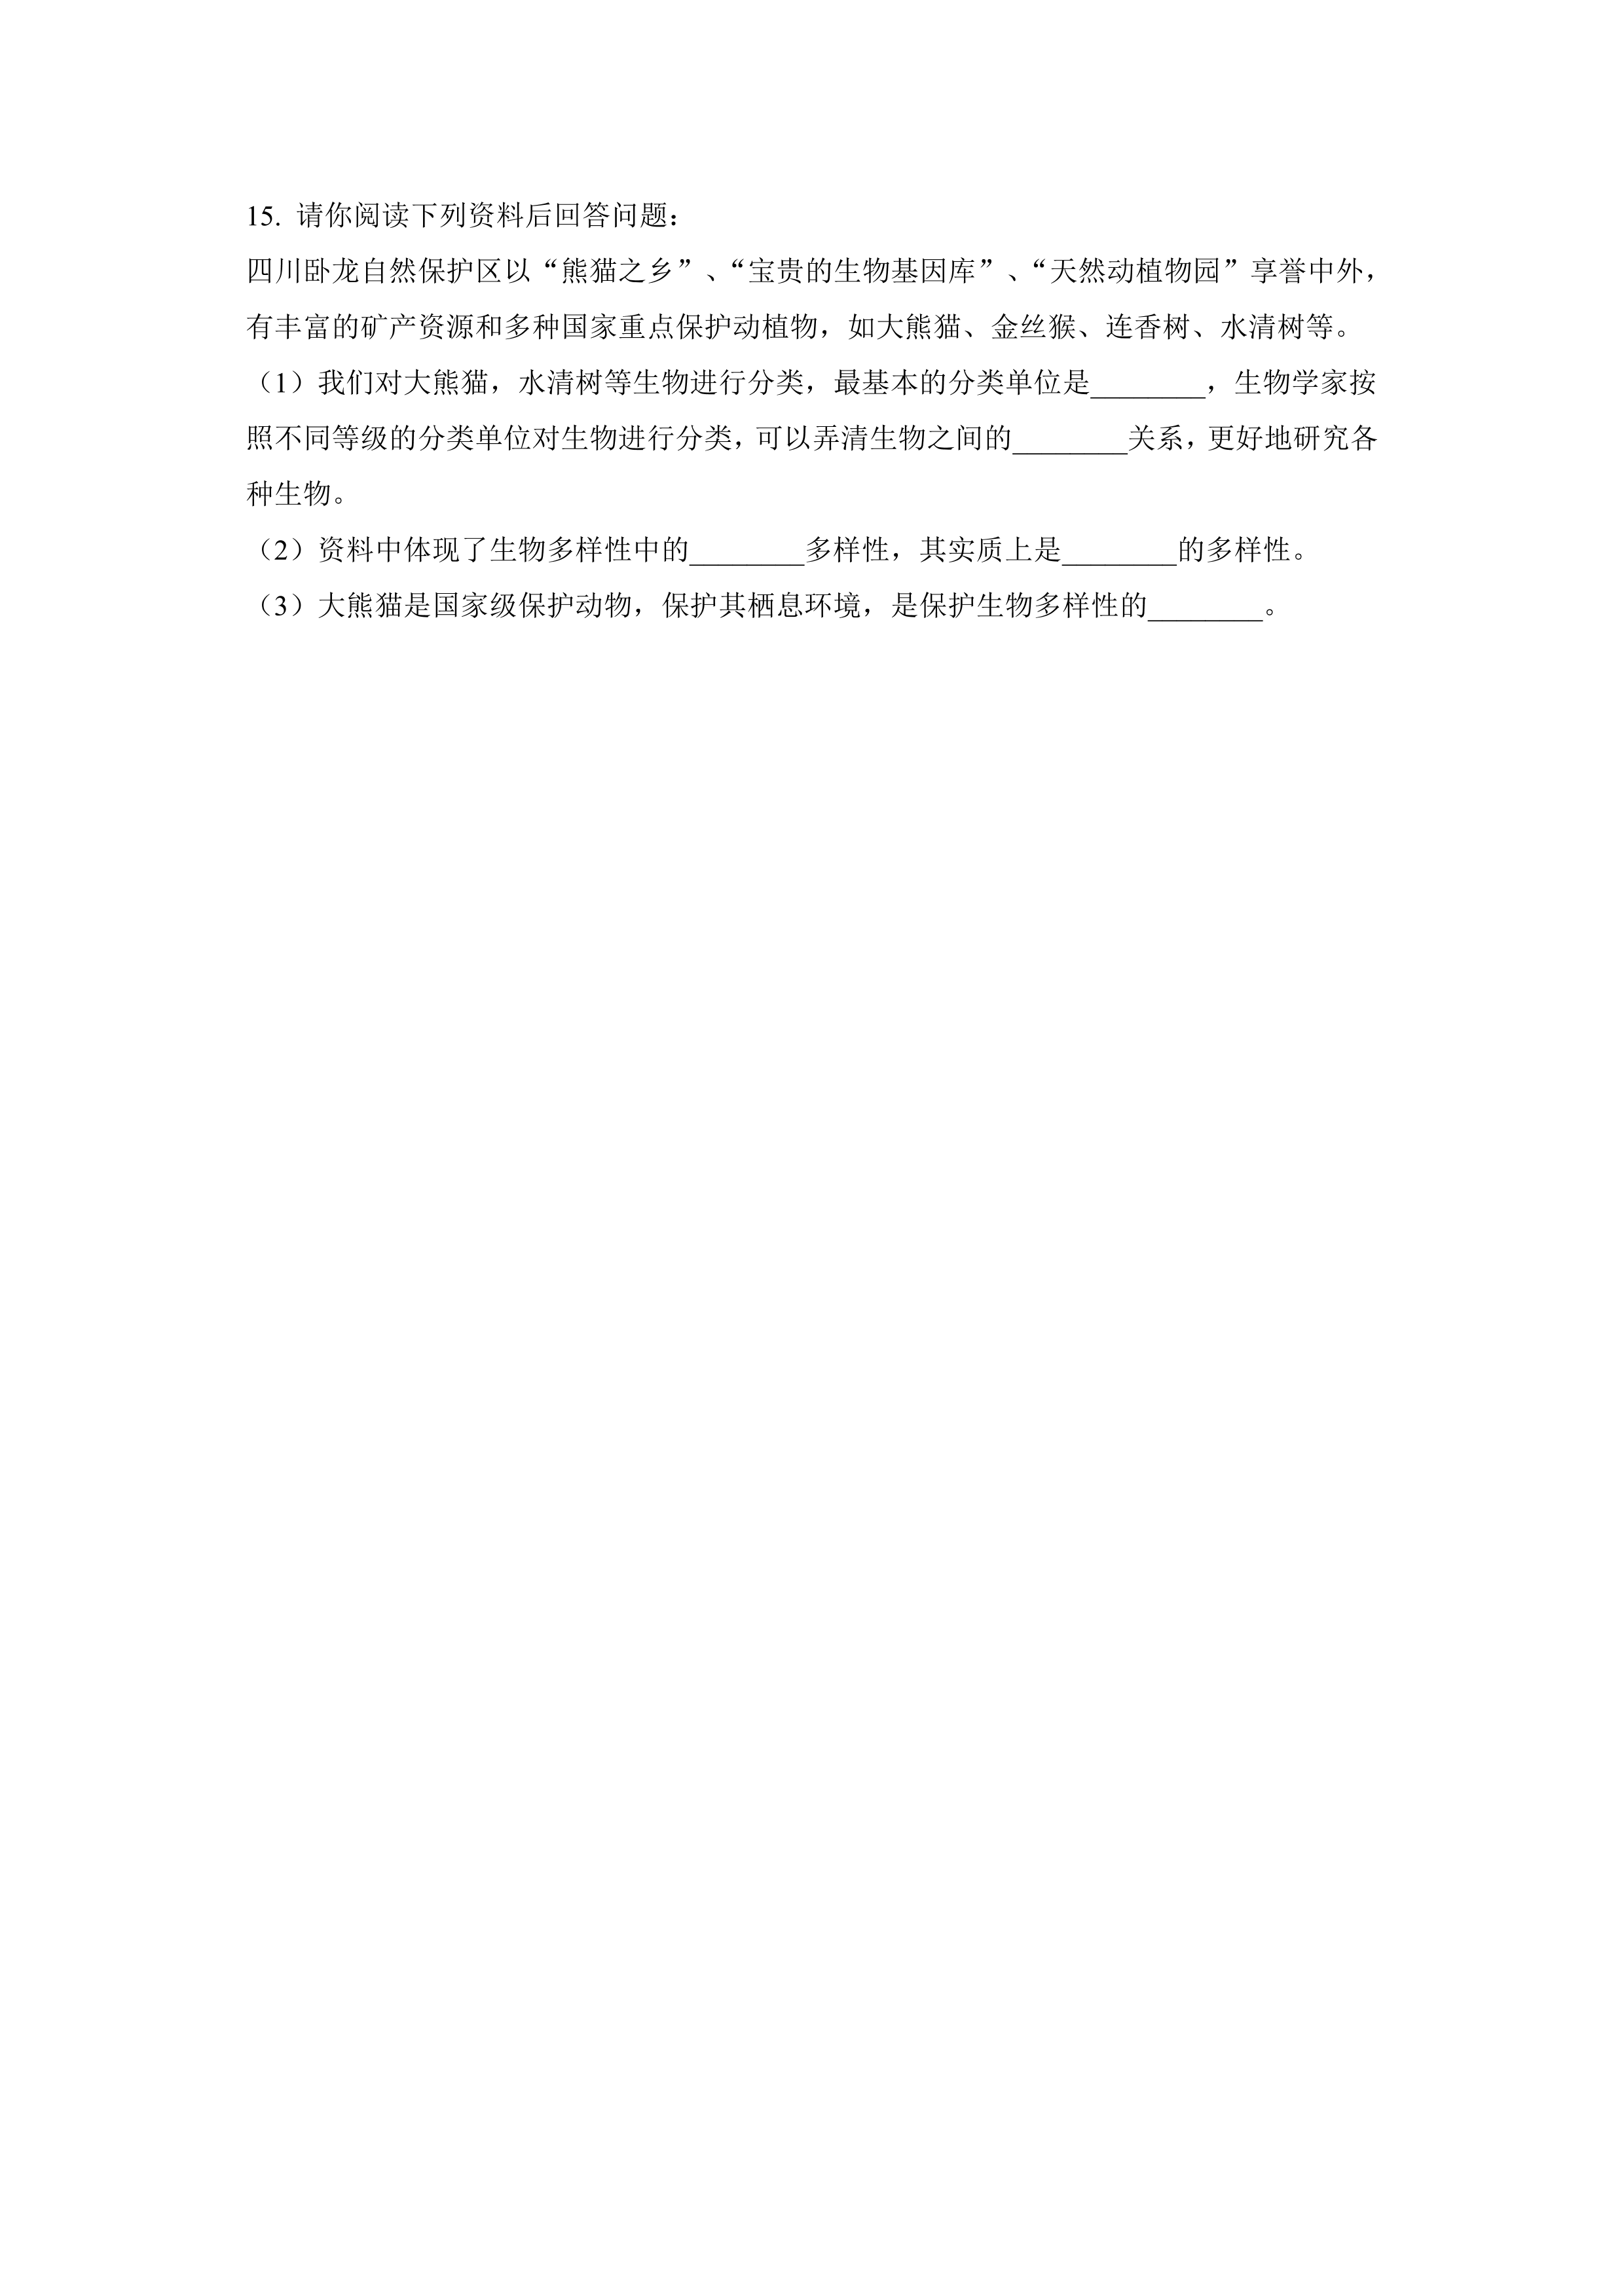 15. 请你阅读下列资料后回答问题：
四川卧龙自然保护区以“熊猫之乡”、“宝贵的生物基因库”、“天然动植物园”享誉中外，
有丰富的矿产资源和多种国家重点保护动植物，如大熊猫、金丝猴、连香树、水清树等。
（1）我们对大熊猫，水清树等生物进行分类，最基本的分类单位是________，生物学家按
照不同等级的分类单位对生物进行分类，可以弄清生物之间的________关系，更好地研究各
种生物。
（2）资料中体现了生物多样性中的________多样性，其实质上是________的多样性。
（3）大熊猫是国家级保护动物，保护其栖息环境，是保护生物多样性的________。